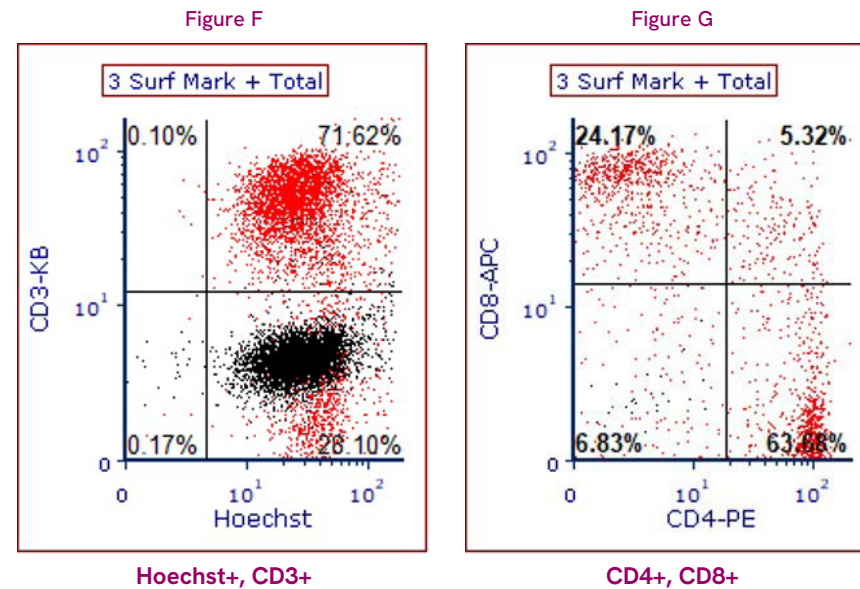 Figure F
3 Surf Mark + Total
0.10% 71.62%
10²
CD3-KB
10¹
0.17% 26.10%
0
0 10¹ 10²
Hoechst
Hoechst+, CD3+
Figure G
3 Surf Mark + Total
24.17% 5.32%
10²
CD8-APC
10¹
6.83% 63.68%
0
0 10¹ 10²
CD4-PE
CD4+, CD8+